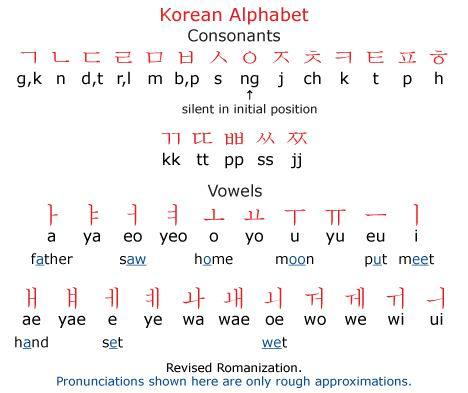 Korean Alphabet
Consonants
ㄱ ㄴ ㄷ ㄹ ㅁ ㅂ ㅅ ㅇ ㅈ ㅊ ㅋ ㅌ ㅍ ㅎ
g,k n d,t r,l m b,p s ng j ch k t p h
↑
silent in initial position
ㄲ ㄸ ㅃ ㅆ ㅉ
kk tt pp ss jj
Vowels
ㅏ ㅑ ㅓ ㅕ ㅗ ㅛ ㅜ ㅠ ㅡ ㅣ
a ya eo yeo o yo u yu eu i
father saw home moon put meet
ㅐ ㅒ ㅔ ㅖ ㅘ ㅙ ㅚ ㅝ ㅞ ㅟ ㅢ
ae yae e ye wa wae oe wo we wi ui
hand set wet
Revised Romanization.
Pronunciations shown here are only rough approximations.